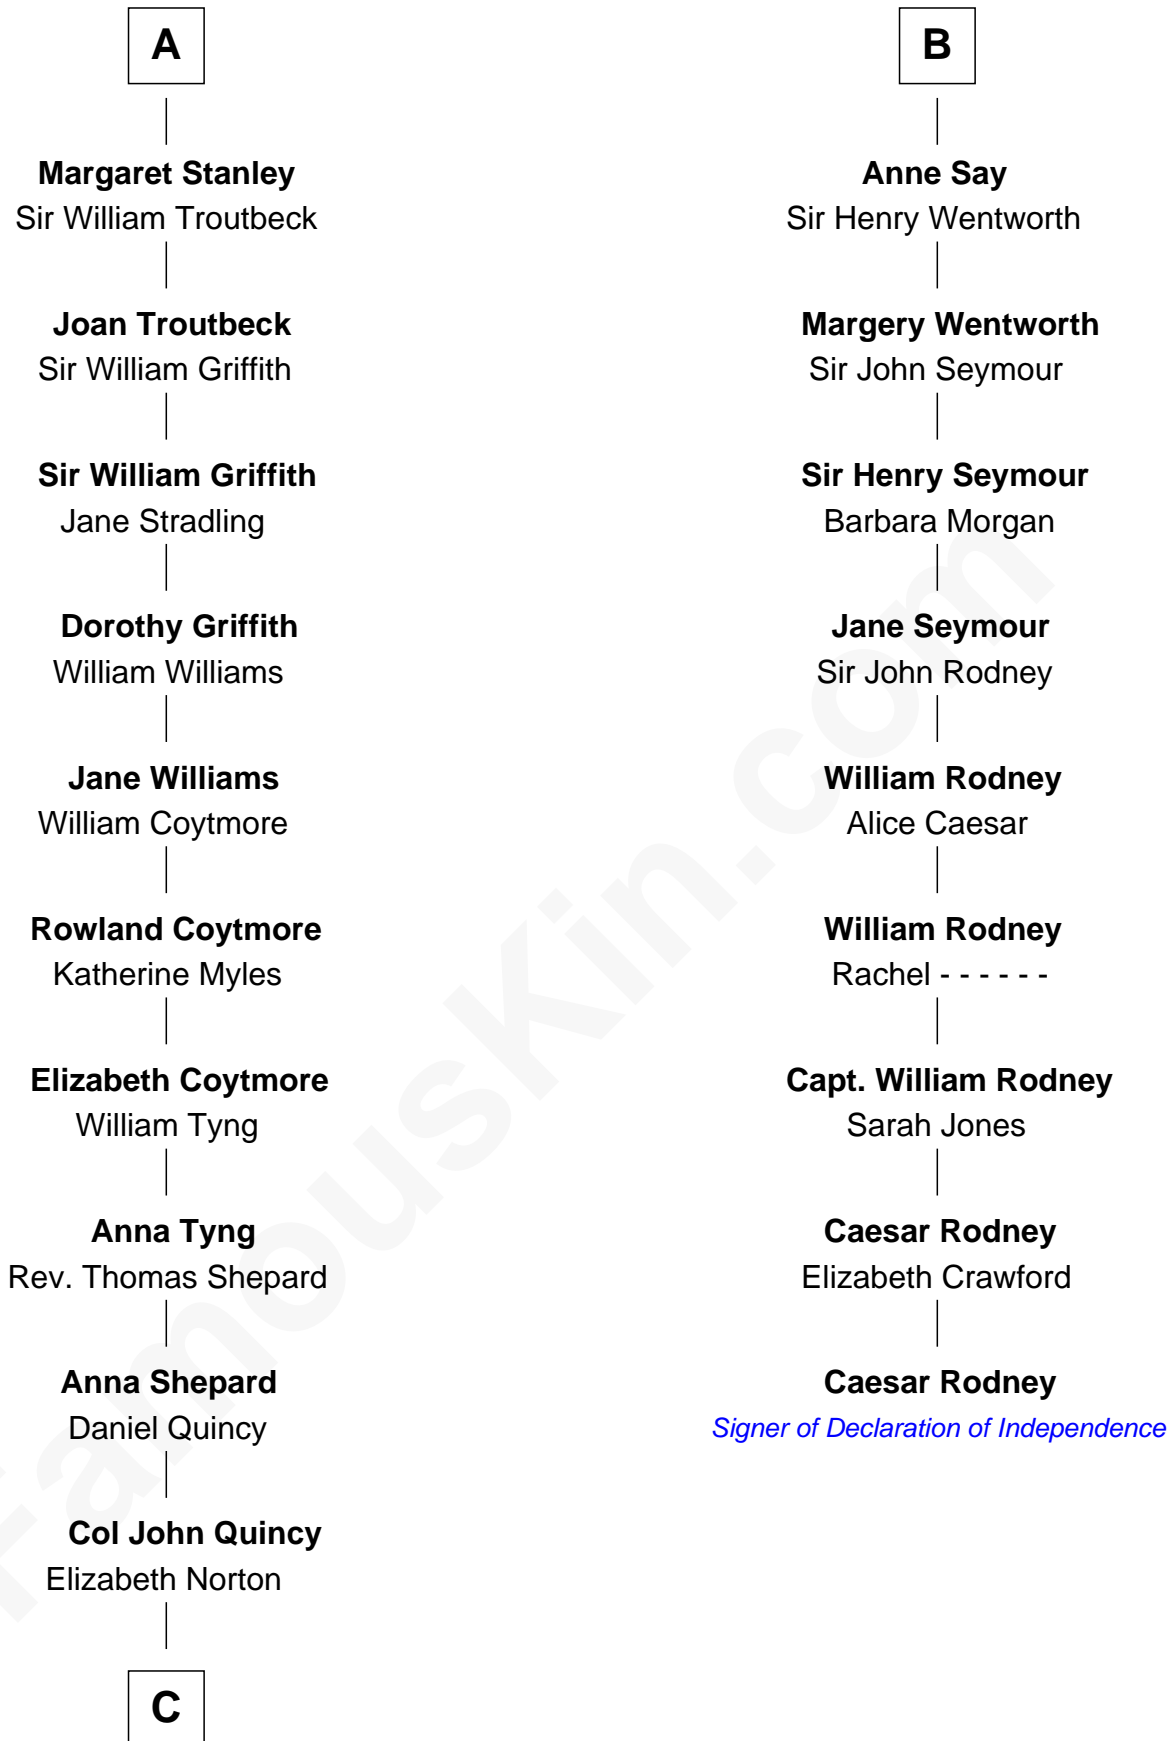 A
Margaret Stanley
Sir William Troutbeck
Joan Troutbeck
Sir William Griffith
Sir William Griffith
Jane Stradling
Dorothy Griffith
William Williams
Jane Williams
William Coytmore
Rowland Coytmore
Katherine Myles
Elizabeth Coytmore
William Tyng
Anna Tyng
Rev. Thomas Shepard
Anna Shepard
Daniel Quincy
Col John Quincy
Elizabeth Norton
C
B
Anne Say
Sir Henry Wentworth
Margery Wentworth
Sir John Seymour
Sir Henry Seymour
Barbara Morgan
Jane Seymour
Sir John Rodney
William Rodney
Alice Caesar
William Rodney
Rachel - - - - - -
Capt. William Rodney
Sarah Jones
Caesar Rodney
Elizabeth Crawford
Caesar Rodney
Signer of Declaration of Independence
FamousKin.com